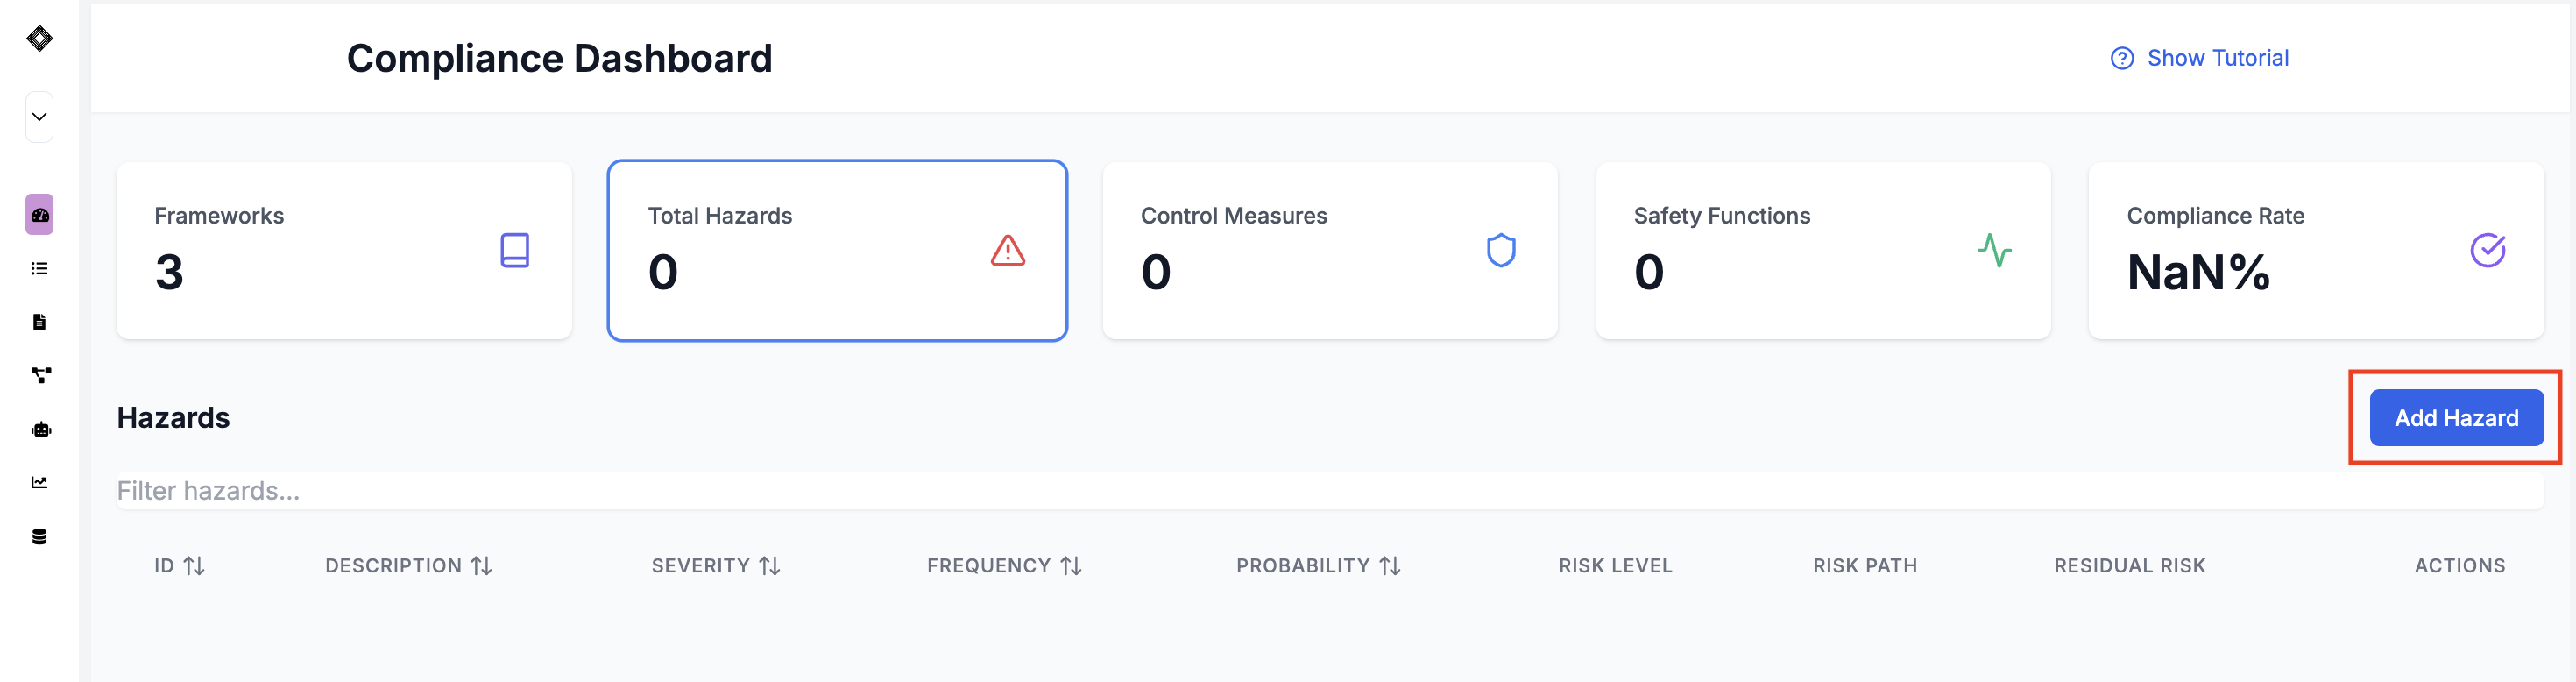 Compliance Dashboard
Show Tutorial
Frameworks
3
Total Hazards
0
Control Measures
0
Safety Functions
0
Compliance Rate
NaN%
Hazards
Add Hazard
Filter hazards...
ID DESCRIPTION SEVERITY FREQUENCY PROBABILITY RISK LEVEL RISK PATH RESIDUAL RISK ACTIONS